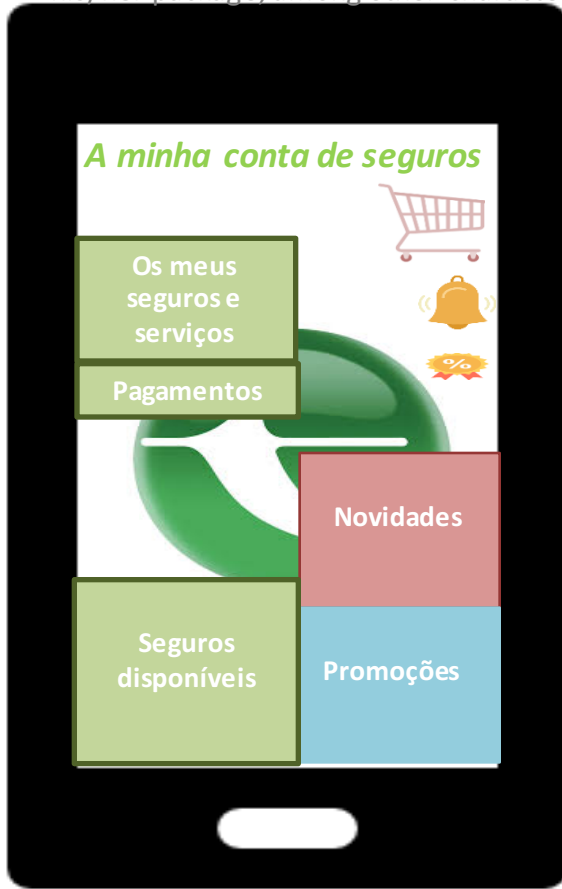 A minha conta de seguros
Os meus
seguros e
serviços
Pagamentos
%
Novidades
Seguros
disponíveis
Promoções